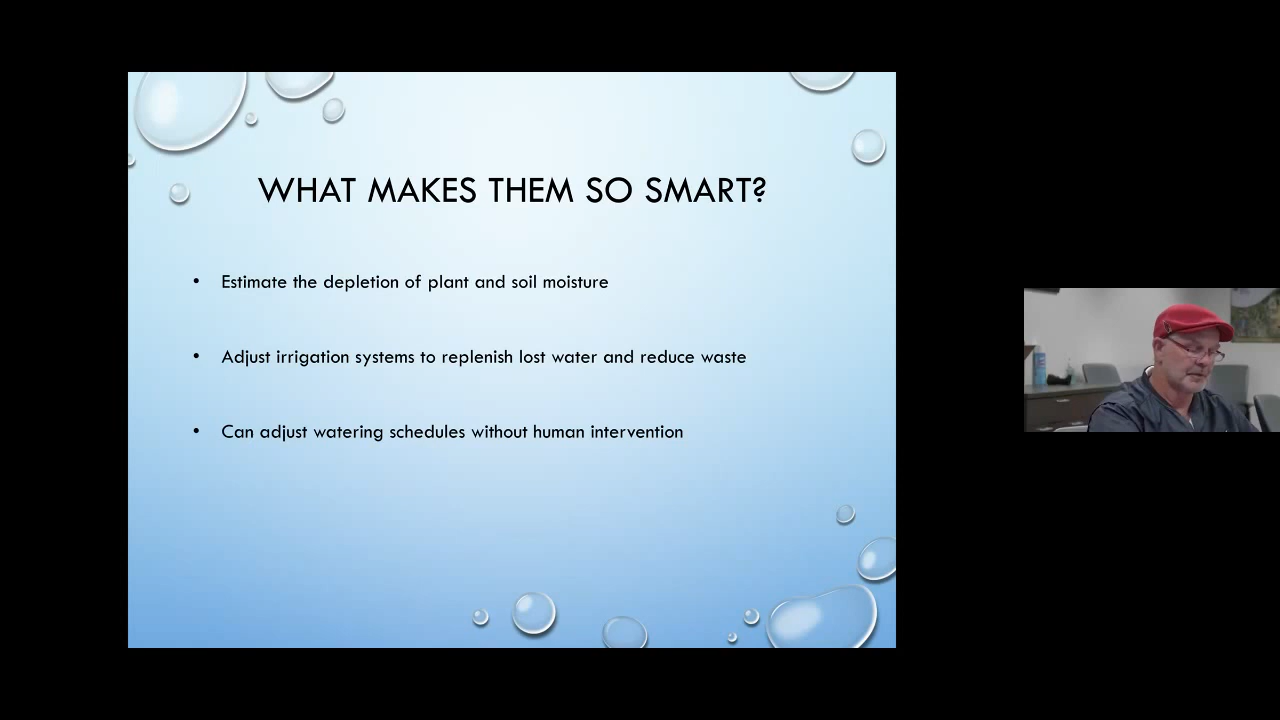 WHAT MAKES THEM SO SMART?
• Estimate the depletion of plant and soil moisture
• Adjust irrigation systems to replenish lost water and reduce waste
• Can adjust watering schedules without human intervention